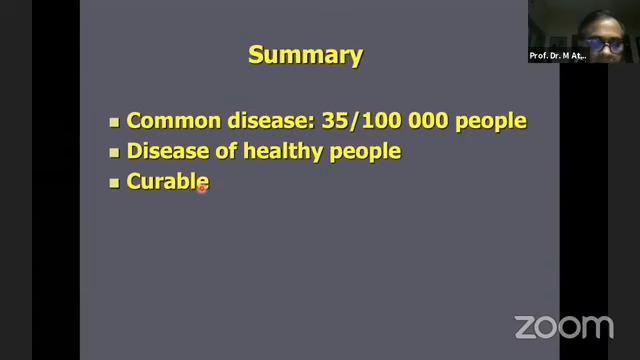 Summary
Prof. Dr. M At...
Common disease: 35/100 000 people
Disease of healthy people
Curable
zoom